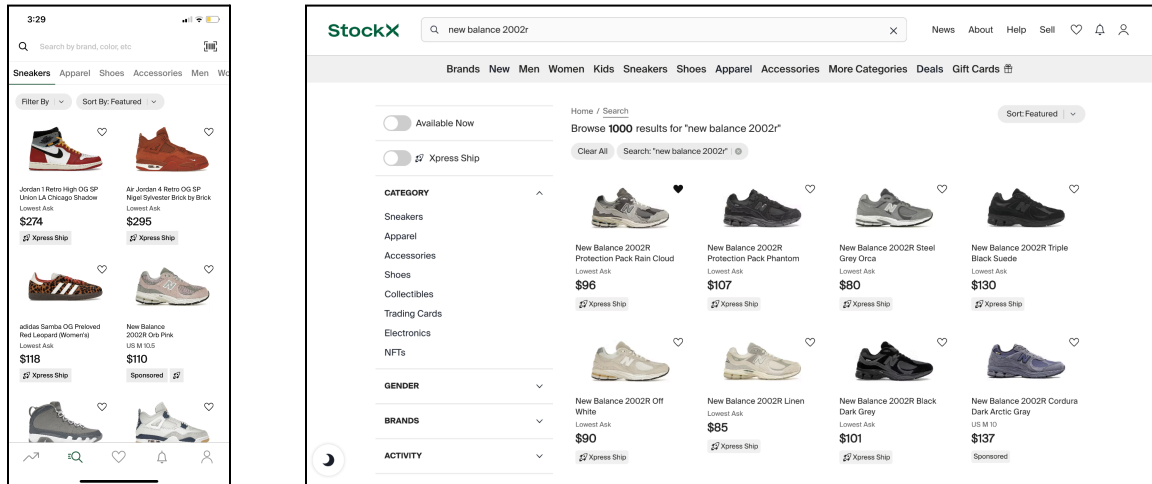 3:29
Search by brand, color, etc
Sneakers Apparel Shoes Accessories Men
Filter By Sort By: Featured
Jordan 1 Retro High OG SP
Union LA Chicago Shadow
Lowest Ask
$274
Xpress Ship
Air Jordan 4 Retro OG SP
Nigel Sylvester Brick by Brick
Lowest Ask
$295
Xpress Ship
adidas Samba OG Preloved
Red Leopard (Women's)
Lowest Ask
$118
Xpress Ship
New Balance
2002R Orb Pink
US M 10.5
$110
Sponsored
StockX
new balance 2002r
News About Help Sell
Brands New Men Women Kids Sneakers Shoes Apparel Accessories More Categories Deals Gift Cards
Available Now
Xpress Ship
CATEGORY
Sneakers
Apparel
Accessories
Shoes
Collectibles
Trading Cards
Electronics
NFTs
GENDER
BRANDS
ACTIVITY
Home / Search
Browse 1000 results for "new balance 2002r"
Sort: Featured
Clear All Search: "new balance 2002r"
New Balance 2002R
Protection Pack Rain Cloud
Lowest Ask
$96
Xpress Ship
New Balance 2002R
Protection Pack Phantom
Lowest Ask
$107
Xpress Ship
New Balance 2002R Steel
Grey Orca
Lowest Ask
$80
Xpress Ship
New Balance 2002R Triple
Black Suede
Lowest Ask
$130
Xpress Ship
New Balance 2002R Off
White
Lowest Ask
$90
Xpress Ship
New Balance 2002R Linen
Lowest Ask
$85
Xpress Ship
New Balance 2002R Black
Dark Grey
Lowest Ask
$101
Xpress Ship
New Balance 2002R Cordura
Dark Arctic Gray
US M 10
$137
Sponsored